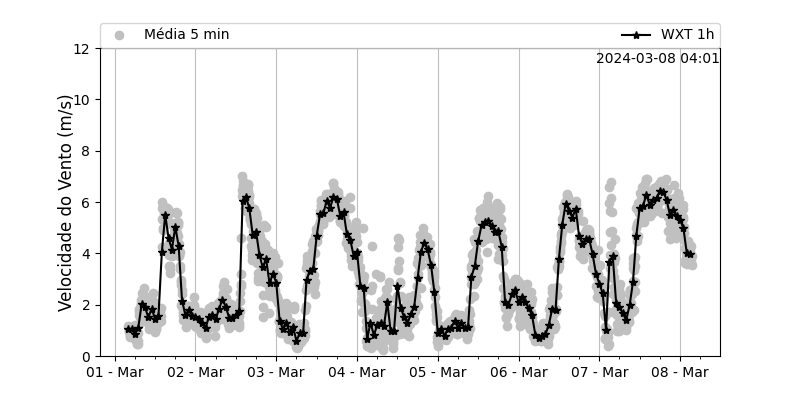 Média 5 min
WXT 1h
2024-03-08 04:01
Velocidade do Vento (m/s)
12
10
8
6
4
2
0
01 - Mar
02 - Mar
03 - Mar
04 - Mar
05 - Mar
06 - Mar
07 - Mar
08 - Mar